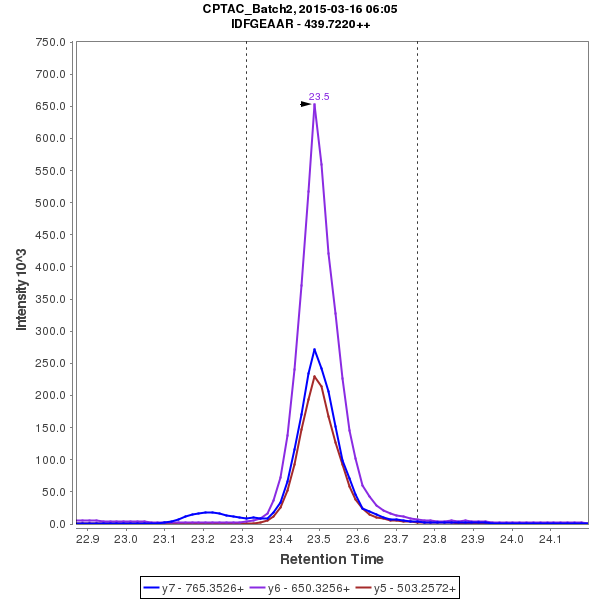 CPTAC_Batch2, 2015-03-16 06:05
IDFGEAAR - 439.7220++
750.0
700.0
650.0
600.0
550.0
500.0
450.0
400.0
350.0
300.0
250.0
200.0
150.0
100.0
50.0
0.0
Intensity 10^3
23.5
22.9 23.0 23.1 23.2 23.3 23.4 23.5 23.6 23.7 23.8 23.9 24.0 24.1
Retention Time
y7 - 765.3526+ y6 - 650.3256+ y5 - 503.2572+